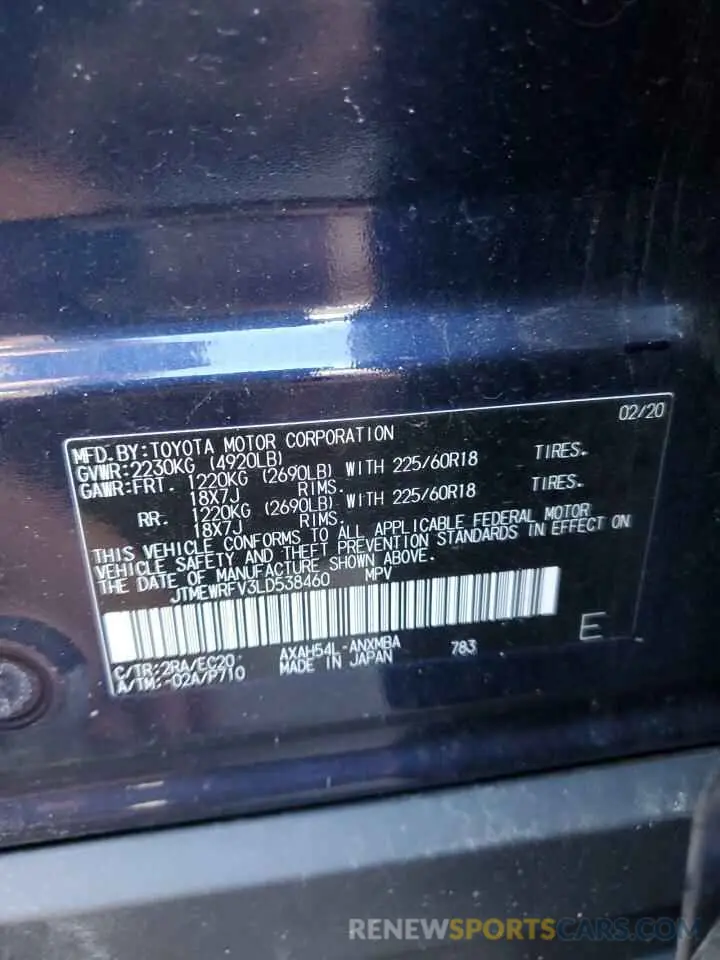 02/20
MFD.BY:TOYOTA MOTOR CORPORATION
GVWR:2230KG (4920LB)
GAWR:FRT. 1220KG (2690LB) WITH 225/60R18 TIRES.
18X7J RIMS.
RR. 1220KG (2690LB) WITH 225/60R18 TIRES.
18X7J RIMS.
THIS VEHICLE CONFORMS TO ALL APPLICABLE FEDERAL MOTOR
VEHICLE SAFETY AND THEFT PREVENTION STANDARDS IN EFFECT ON
THE DATE OF MANUFACTURE SHOWN ABOVE.
JTMEWRFV3LD538460 MPV
E
C/TR:2RA/EC20 AXAH54L-ANXMBA 783
A/TM:-02A/P710 MADE IN JAPAN
RENEWSPORTSCARS.COM